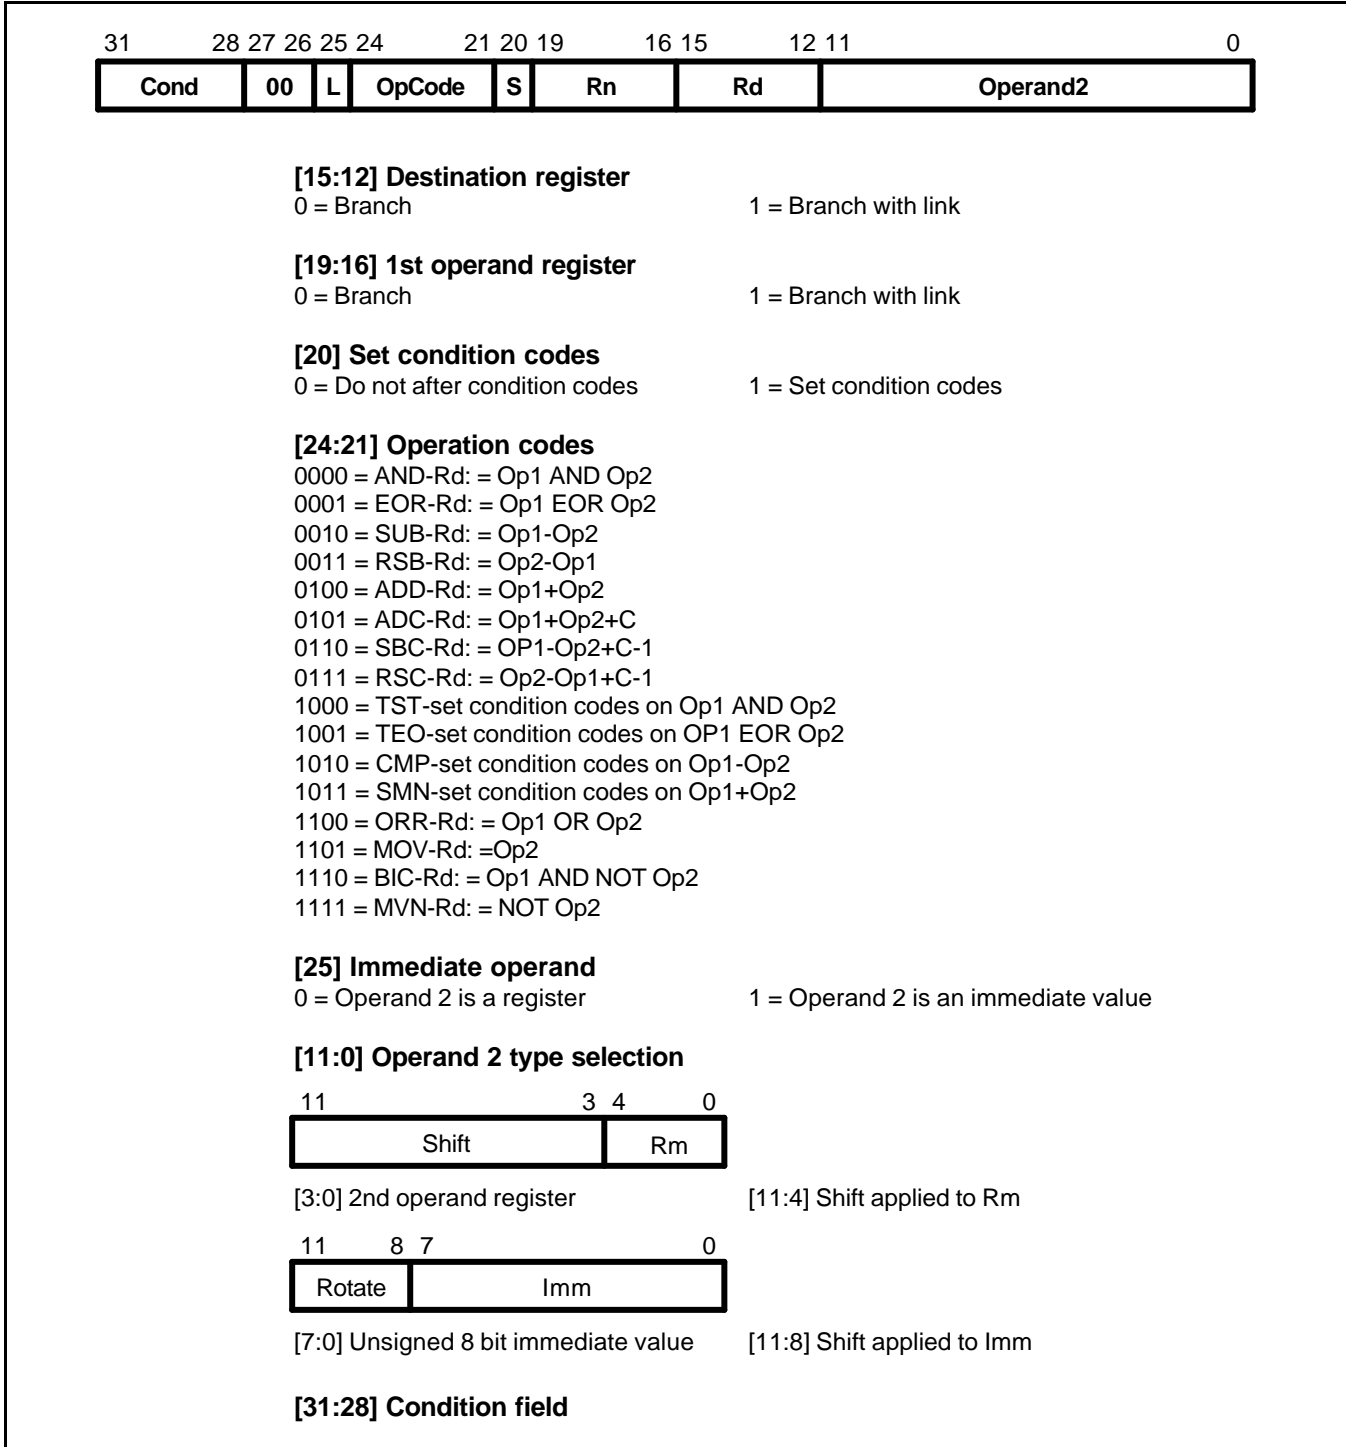 31 28 27 26 25 24 21 20 19 16 15 12 11 0
Cond 00 L OpCode S Rn Rd Operand2
[15:12] Destination register
0 = Branch 1 = Branch with link
[19:16] 1st operand register
0 = Branch 1 = Branch with link
[20] Set condition codes
0 = Do not after condition codes 1 = Set condition codes
[24:21] Operation codes
0000 = AND-Rd: = Op1 AND Op2
0001 = EOR-Rd: = Op1 EOR Op2
0010 = SUB-Rd: = Op1-Op2
0011 = RSB-Rd: = Op2-Op1
0100 = ADD-Rd: = Op1+Op2
0101 = ADC-Rd: = Op1+Op2+C
0110 = SBC-Rd: = OP1-Op2+C-1
0111 = RSC-Rd: = Op2-Op1+C-1
1000 = TST-set condition codes on Op1 AND Op2
1001 = TEO-set condition codes on OP1 EOR Op2
1010 = CMP-set condition codes on Op1-Op2
1011 = SMN-set condition codes on Op1+Op2
1100 = ORR-Rd: = Op1 OR Op2
1101 = MOV-Rd: =Op2
1110 = BIC-Rd: = Op1 AND NOT Op2
1111 = MVN-Rd: = NOT Op2
[25] Immediate operand
0 = Operand 2 is a register 1 = Operand 2 is an immediate value
[11:0] Operand 2 type selection
11 3 4 0
Shift Rm
[3:0] 2nd operand register [11:4] Shift applied to Rm
11 8 7 0
Rotate Imm
[7:0] Unsigned 8 bit immediate value [11:8] Shift applied to Imm
[31:28] Condition field